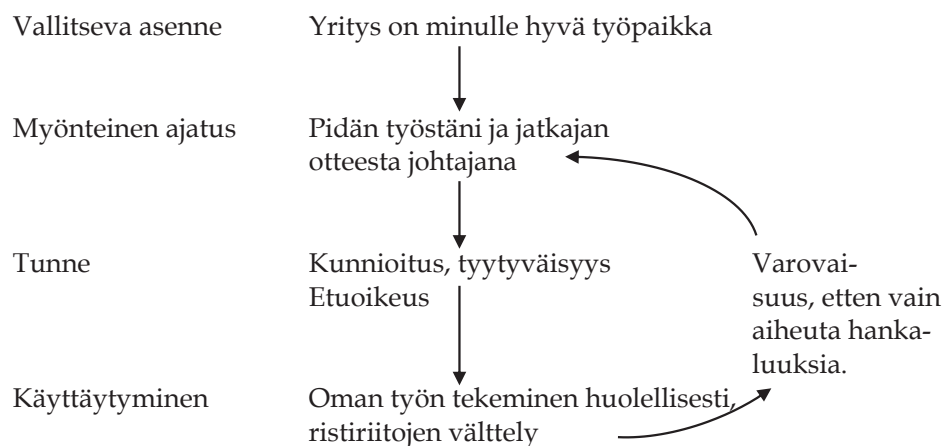 Vallitseva asenne Yritys on minulle hyvä työpaikka
Myönteinen ajatus Pidän työstäni ja jatkajan
otteesta johtajana
Tunne Kunnioitus, tyytyväisyys
Etuoikeus
Varovai-
suus, etten vain
aiheuta hanka-
luuksia.
Käyttäytyminen Oman työn tekeminen huolellisesti,
ristiriitojen välttely